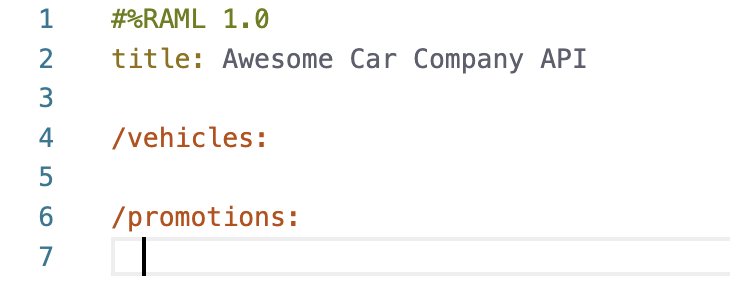 1 #%RAML 1.0
2 title: Awesome Car Company API
3
4 /vehicles:
5
6 /promotions:
7